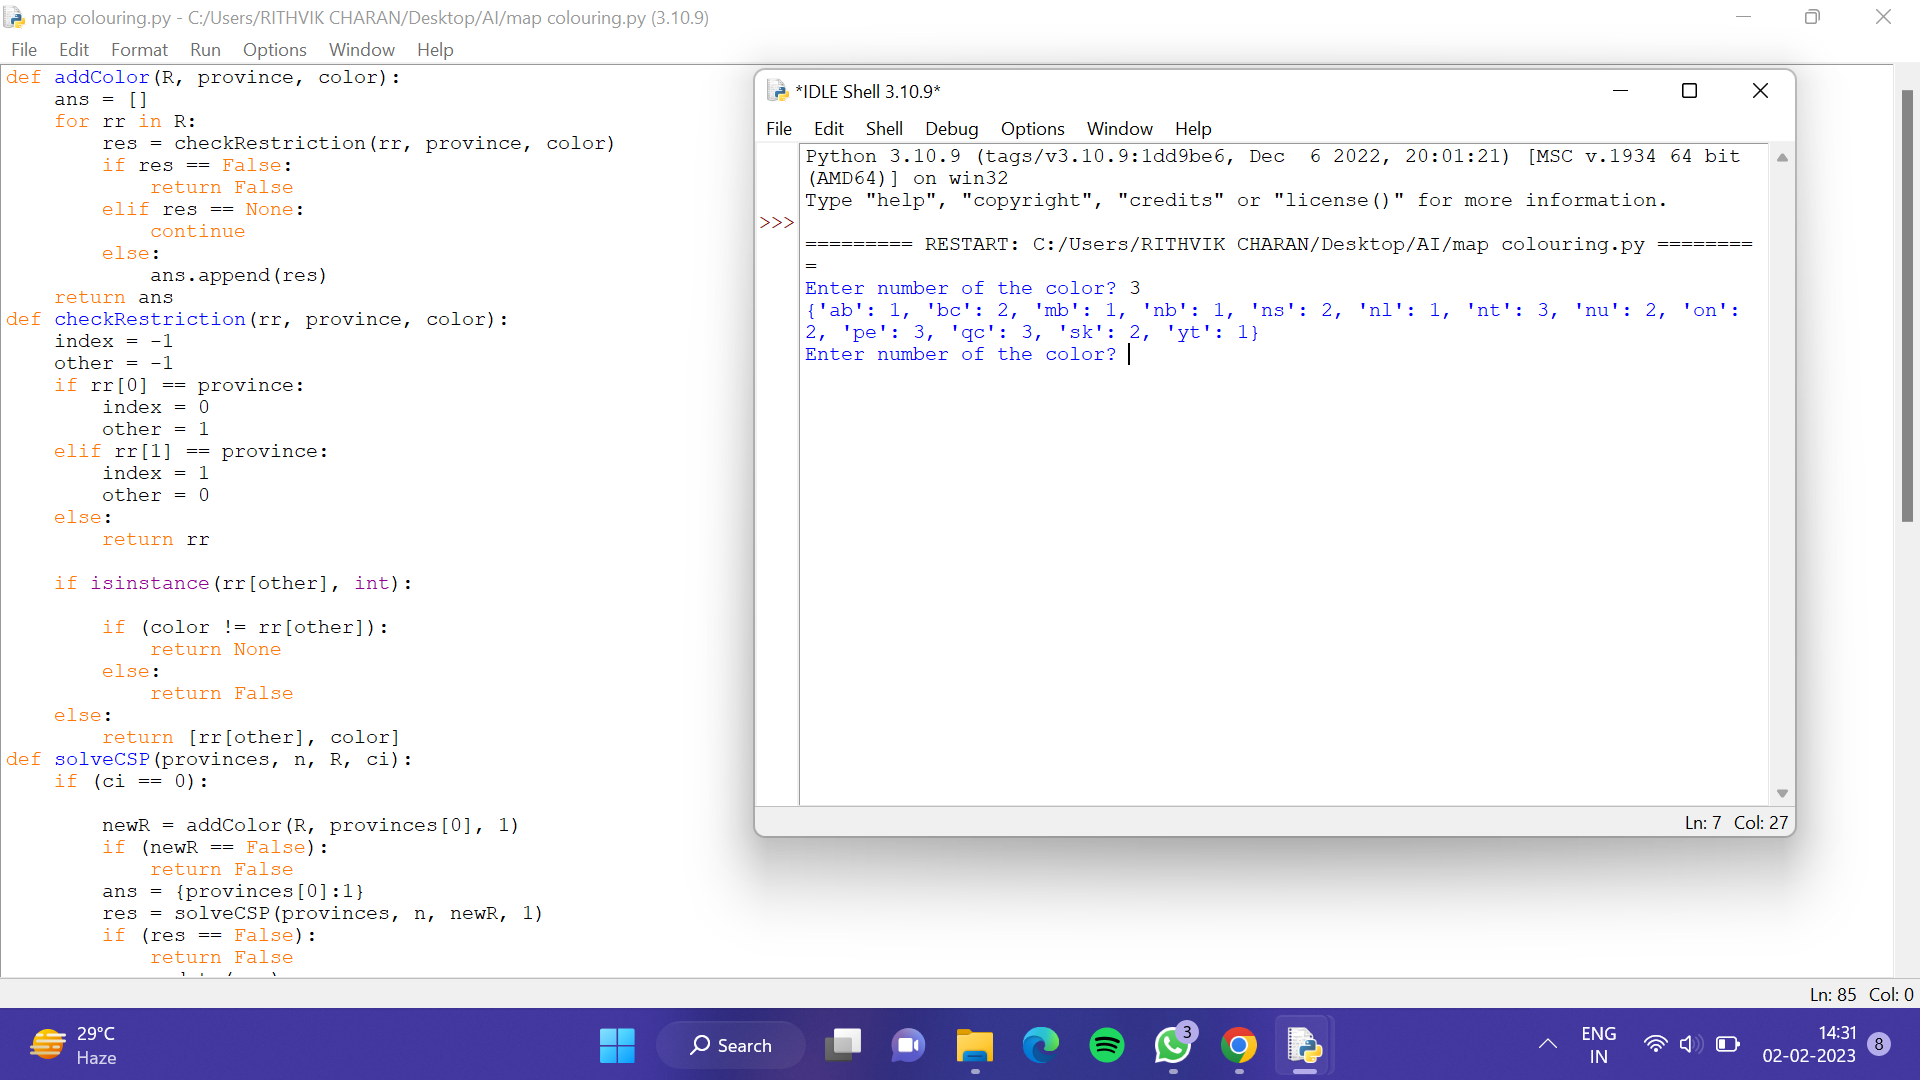 map colouring.py - C:/Users/RITHVIK CHARAN/Desktop/AI/map colouring.py (3.10.9)
File Edit Format Run Options Window Help
def addColor(R, province, color):
    ans = []
    for rr in R:
        res = checkRestriction(rr, province, color)
        if res == False:
            return False
        elif res == None:
            continue
        else:
            ans.append(res)
    return ans
def checkRestriction(rr, province, color):
    index = -1
    other = -1
    if rr[0] == province:
        index = 0
        other = 1
    elif rr[1] == province:
        index = 1
        other = 0
    else:
        return rr
    if isinstance(rr[other], int):
        if (color != rr[other]):
            return None
        else:
            return False
    else:
        return [rr[other], color]
def solveCSP(provinces, n, R, ci):
    if (ci == 0):
        newR = addColor(R, provinces[0], 1)
        if (newR == False):
            return False
        ans = {provinces[0]:1}
        res = solveCSP(provinces, n, newR, 1)
        if (res == False):
            return False
Ln: 85 Col: 0
*IDLE Shell 3.10.9*
File Edit Shell Debug Options Window Help
Python 3.10.9 (tags/v3.10.9:1dd9be6, Dec  6 2022, 20:01:21) [MSC v.1934 64 bit
(AMD64)] on win32
Type "help", "copyright", "credits" or "license()" for more information.
>>>
========= RESTART: C:/Users/RITHVIK CHARAN/Desktop/AI/map colouring.py ========
=
Enter number of the color? 3
{'ab': 1, 'bc': 2, 'mb': 1, 'nb': 1, 'ns': 2, 'nl': 1, 'nt': 3, 'nu': 2, 'on':
2, 'pe': 3, 'qc': 3, 'sk': 2, 'yt': 1}
Enter number of the color?
Ln: 7 Col: 27
29°C
Haze
Search
3
ENG
IN
14:31
02-02-2023
8